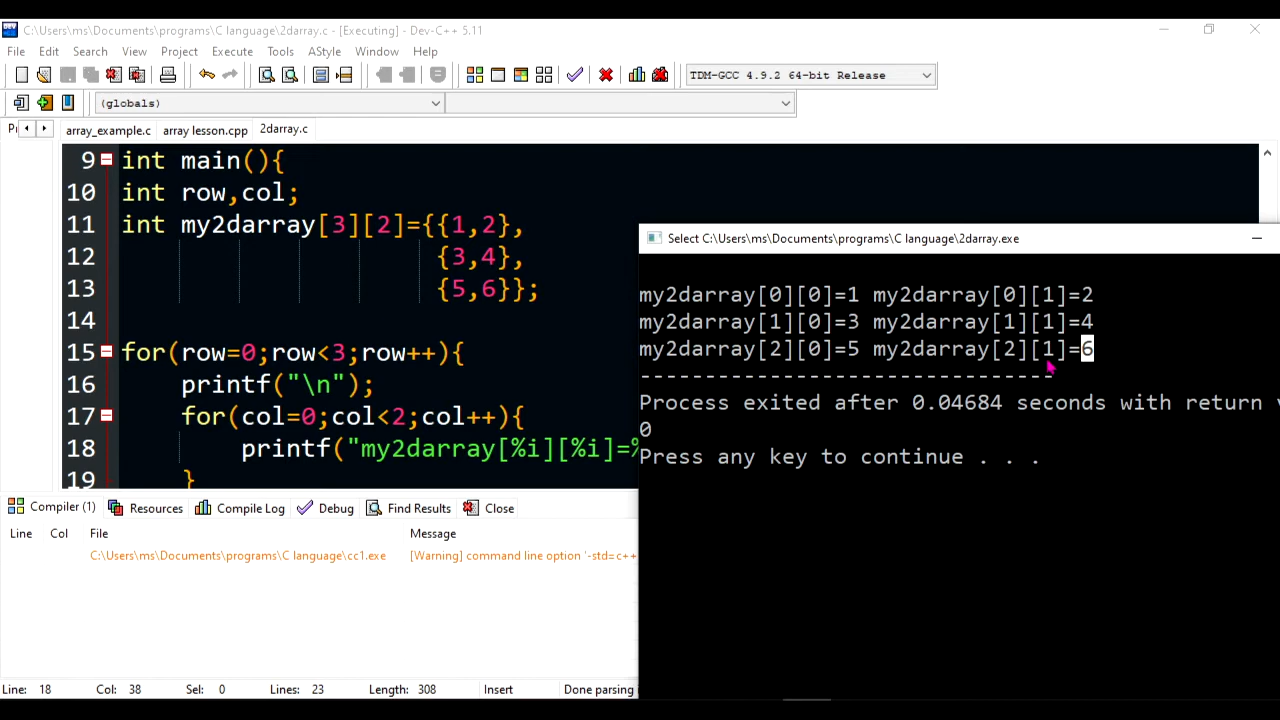 C:\Users\ms\Documents\programs\C language\2darray.c - [Executing] - Dev-C++ 5.11
File Edit Search View Project Execute Tools AStyle Window Help
TDM-GCC 4.9.2 64-bit Release
(globals)
array_example.c array lesson.cpp 2darray.c
9 int main(){
10 int row,col;
11 int my2darray[3][2]={{1,2},
12 {3,4},
13 {5,6}};
14
15 for(row=0;row<3;row++){
16 printf("\n");
17 for(col=0;col<2;col++){
18 printf("my2darray[%i][%i]=%
19 }
Select C:\Users\ms\Documents\programs\C language\2darray.exe
my2darray[0][0]=1 my2darray[0][1]=2
my2darray[1][0]=3 my2darray[1][1]=4
my2darray[2][0]=5 my2darray[2][1]=6
--------------------------------
Process exited after 0.04684 seconds with return
0
Press any key to continue . . .
Compiler (1) Resources Compile Log Debug Find Results Close
Line Col File Message
C:\Users\ms\Documents\programs\C language\cc1.exe [Warning] command line option '-std=c++
Line: 18 Col: 38 Sel: 0 Lines: 23 Length: 308 Insert Done parsing